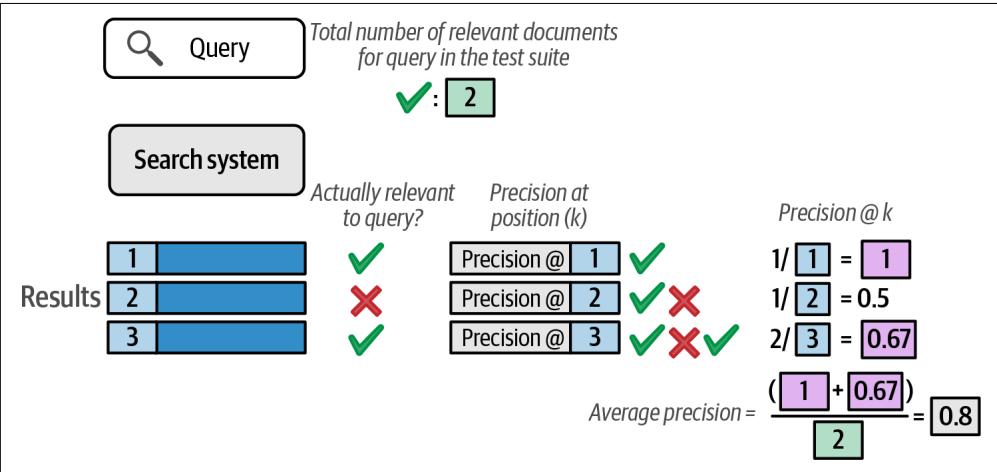 Query
Total number of relevant documents
for query in the test suite
: 2
Search system
Actually relevant
to query?
Precision at
position (k)
Precision @ k
1
Precision @ 1
1/ 1 = 1
Results
2
Precision @ 2
1/ 2 = 0.5
3
Precision @ 3
2/ 3 = 0.67
Average precision =
( 1 + 0.67 )
2
= 0.8